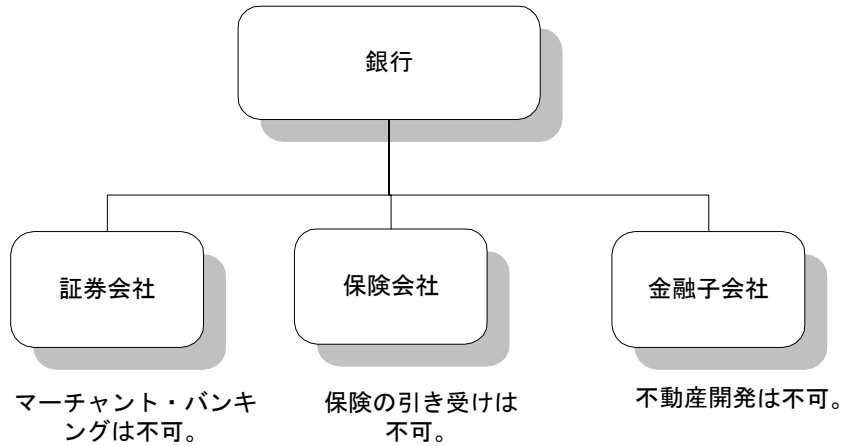 銀行
証券会社
保険会社
金融子会社
マーチャント・バンキ
ングは不可。
保険の引き受けは
不可。
不動産開発は不可。